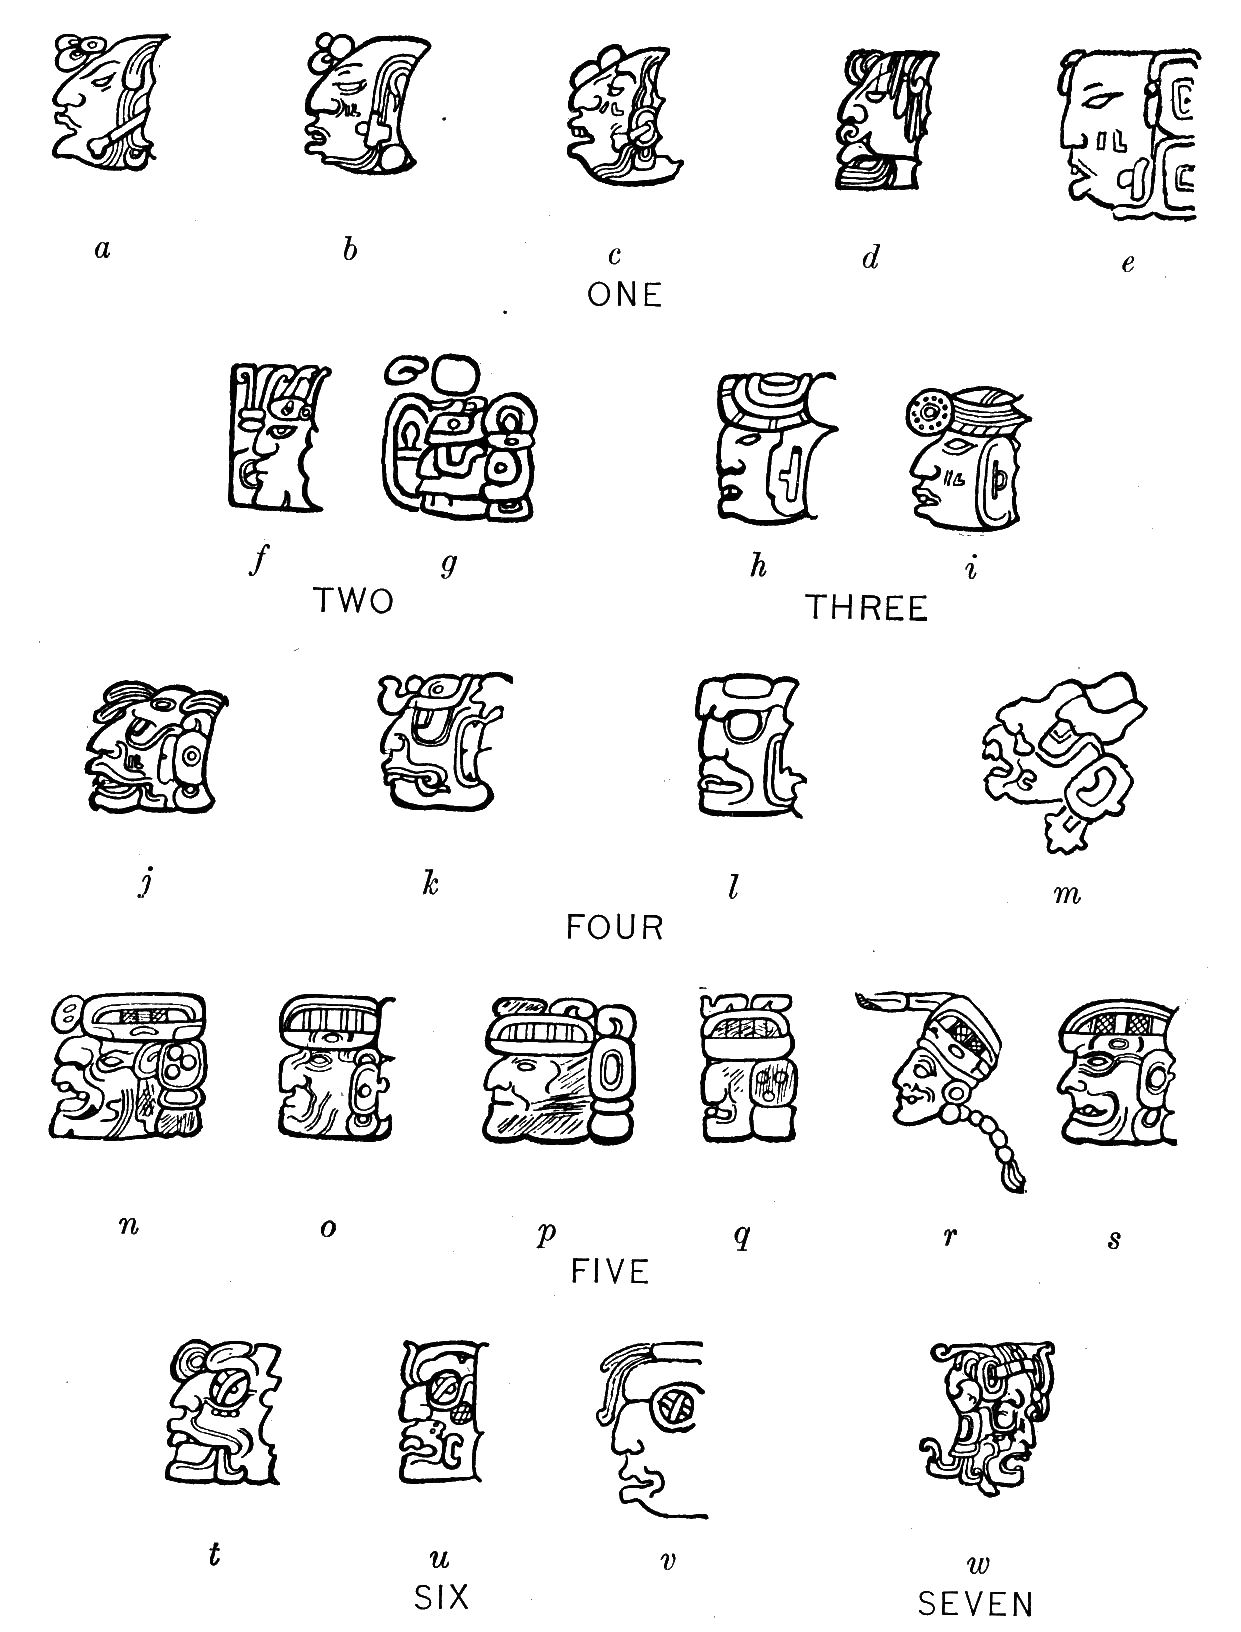 a b c d e
ONE
f g h i
TWO THREE
j k l m
FOUR
n o p q r s
FIVE
t u v w
SIX SEVEN